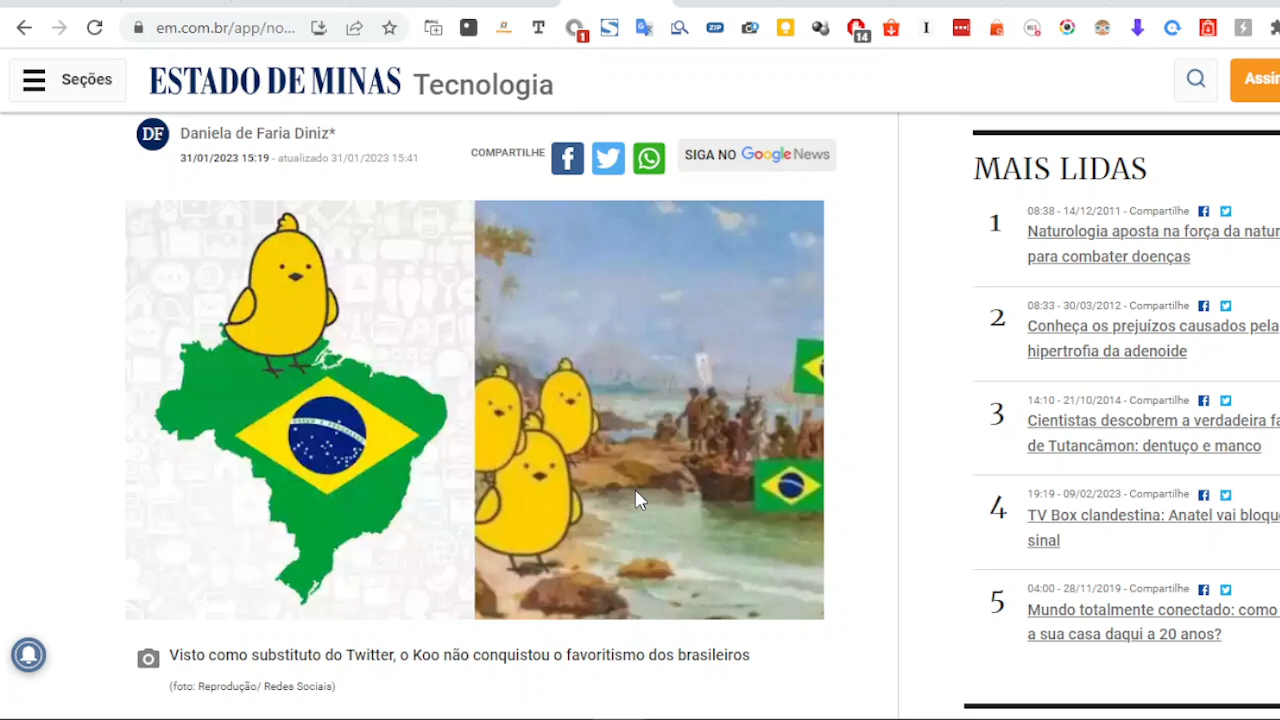 em.com.br/app/no...
1
T
ZIP
14
Seções
ESTADO DE MINAS Tecnologia
Assi
DF
Daniela de Faria Diniz*
31/01/2023 15:19 - atualizado 31/01/2023 15:41
COMPARTILHE
SIGA NO Google News
Visto como substituto do Twitter, o Koo não conquistou o favoritismo dos brasileiros
(foto: Reprodução/ Redes Sociais)
MAIS LIDAS
1
08:38 - 14/12/2011 - Compartilhe
Naturologia aposta na força da natur
para combater doenças
2
08:33 - 30/03/2012 - Compartilhe
Conheça os prejuízos causados pela
hipertrofia da adenoide
3
14:10 - 21/10/2014 - Compartilhe
Cientistas descobrem a verdadeira fa
de Tutancâmon: dentuço e manco
4
19:19 - 09/02/2023 - Compartilhe
TV Box clandestina: Anatel vai bloque
sinal
5
04:00 - 28/11/2019 - Compartilhe
Mundo totalmente conectado: como
a sua casa daqui a 20 anos?